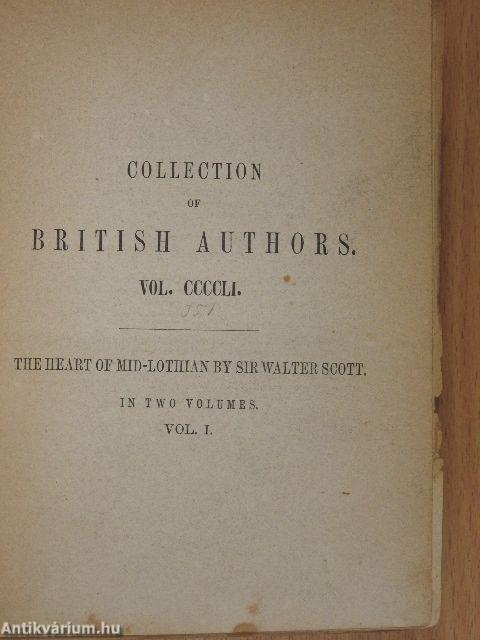 COLLECTION
OF
BRITISH AUTHORS.
VOL. CCCCLI.
351
THE HEART OF MID-LOTHIAN BY SIR WALTER SCOTT.
IN TWO VOLUMES.
VOL. I.
Antikvárium.hu